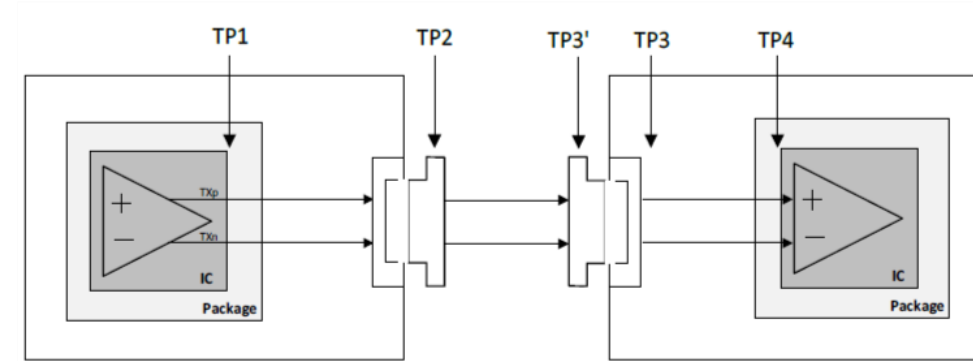 TP1
TP2
TP3'
TP3
TP4
TXp
+
−
TXn
IC
Package
+
−
IC
Package